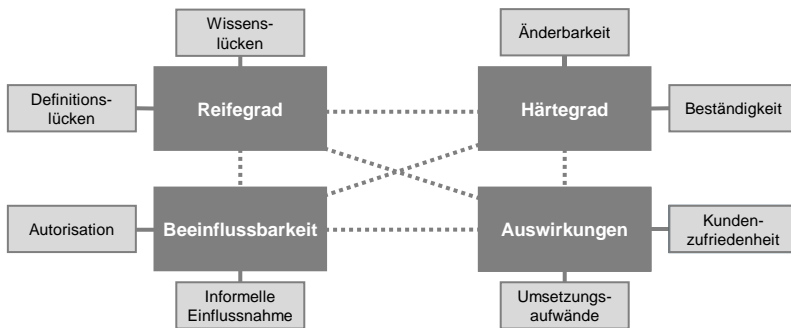 Wissens-
lücken
Änderbarkeit
Definitions-
lücken
Reifegrad
Härtegrad
Beständigkeit
Autorisation
Beeinflussbarkeit
Auswirkungen
Kunden-
zufriedenheit
Informelle
Einflussnahme
Umsetzungs-
aufwände